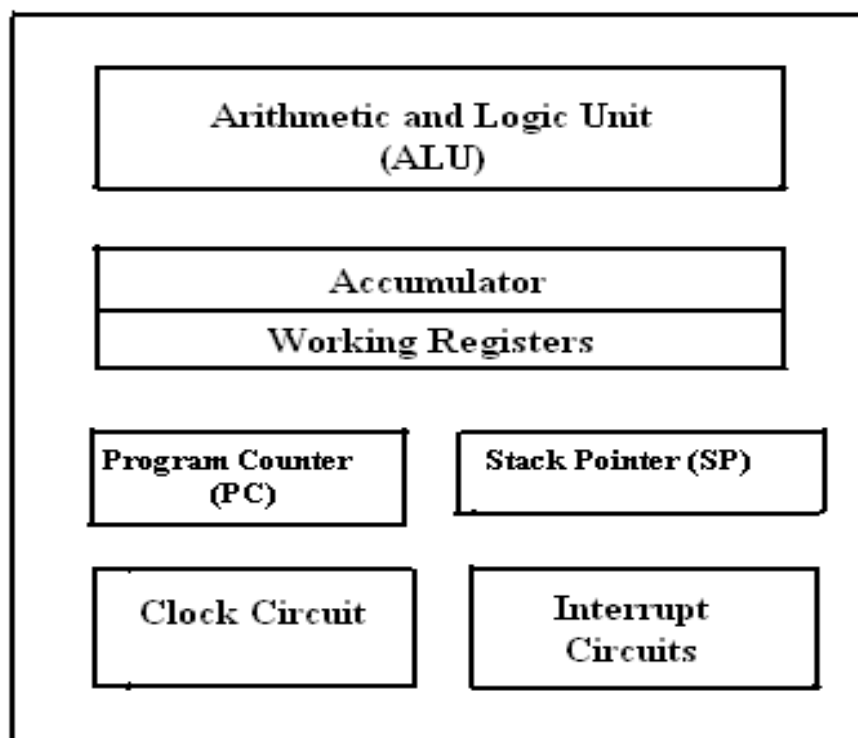 Arithmetic and Logic Unit
(ALU)
Accumulator
Working Registers
Program Counter
(PC)
Stack Pointer (SP)
Clock Circuit
Interrupt
Circuits